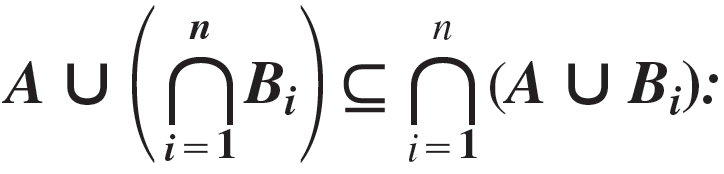 A ∪ (⋂_{i=1}^{n} B_i) ⊆ ⋂_{i=1}^{n} (A ∪ B_i):